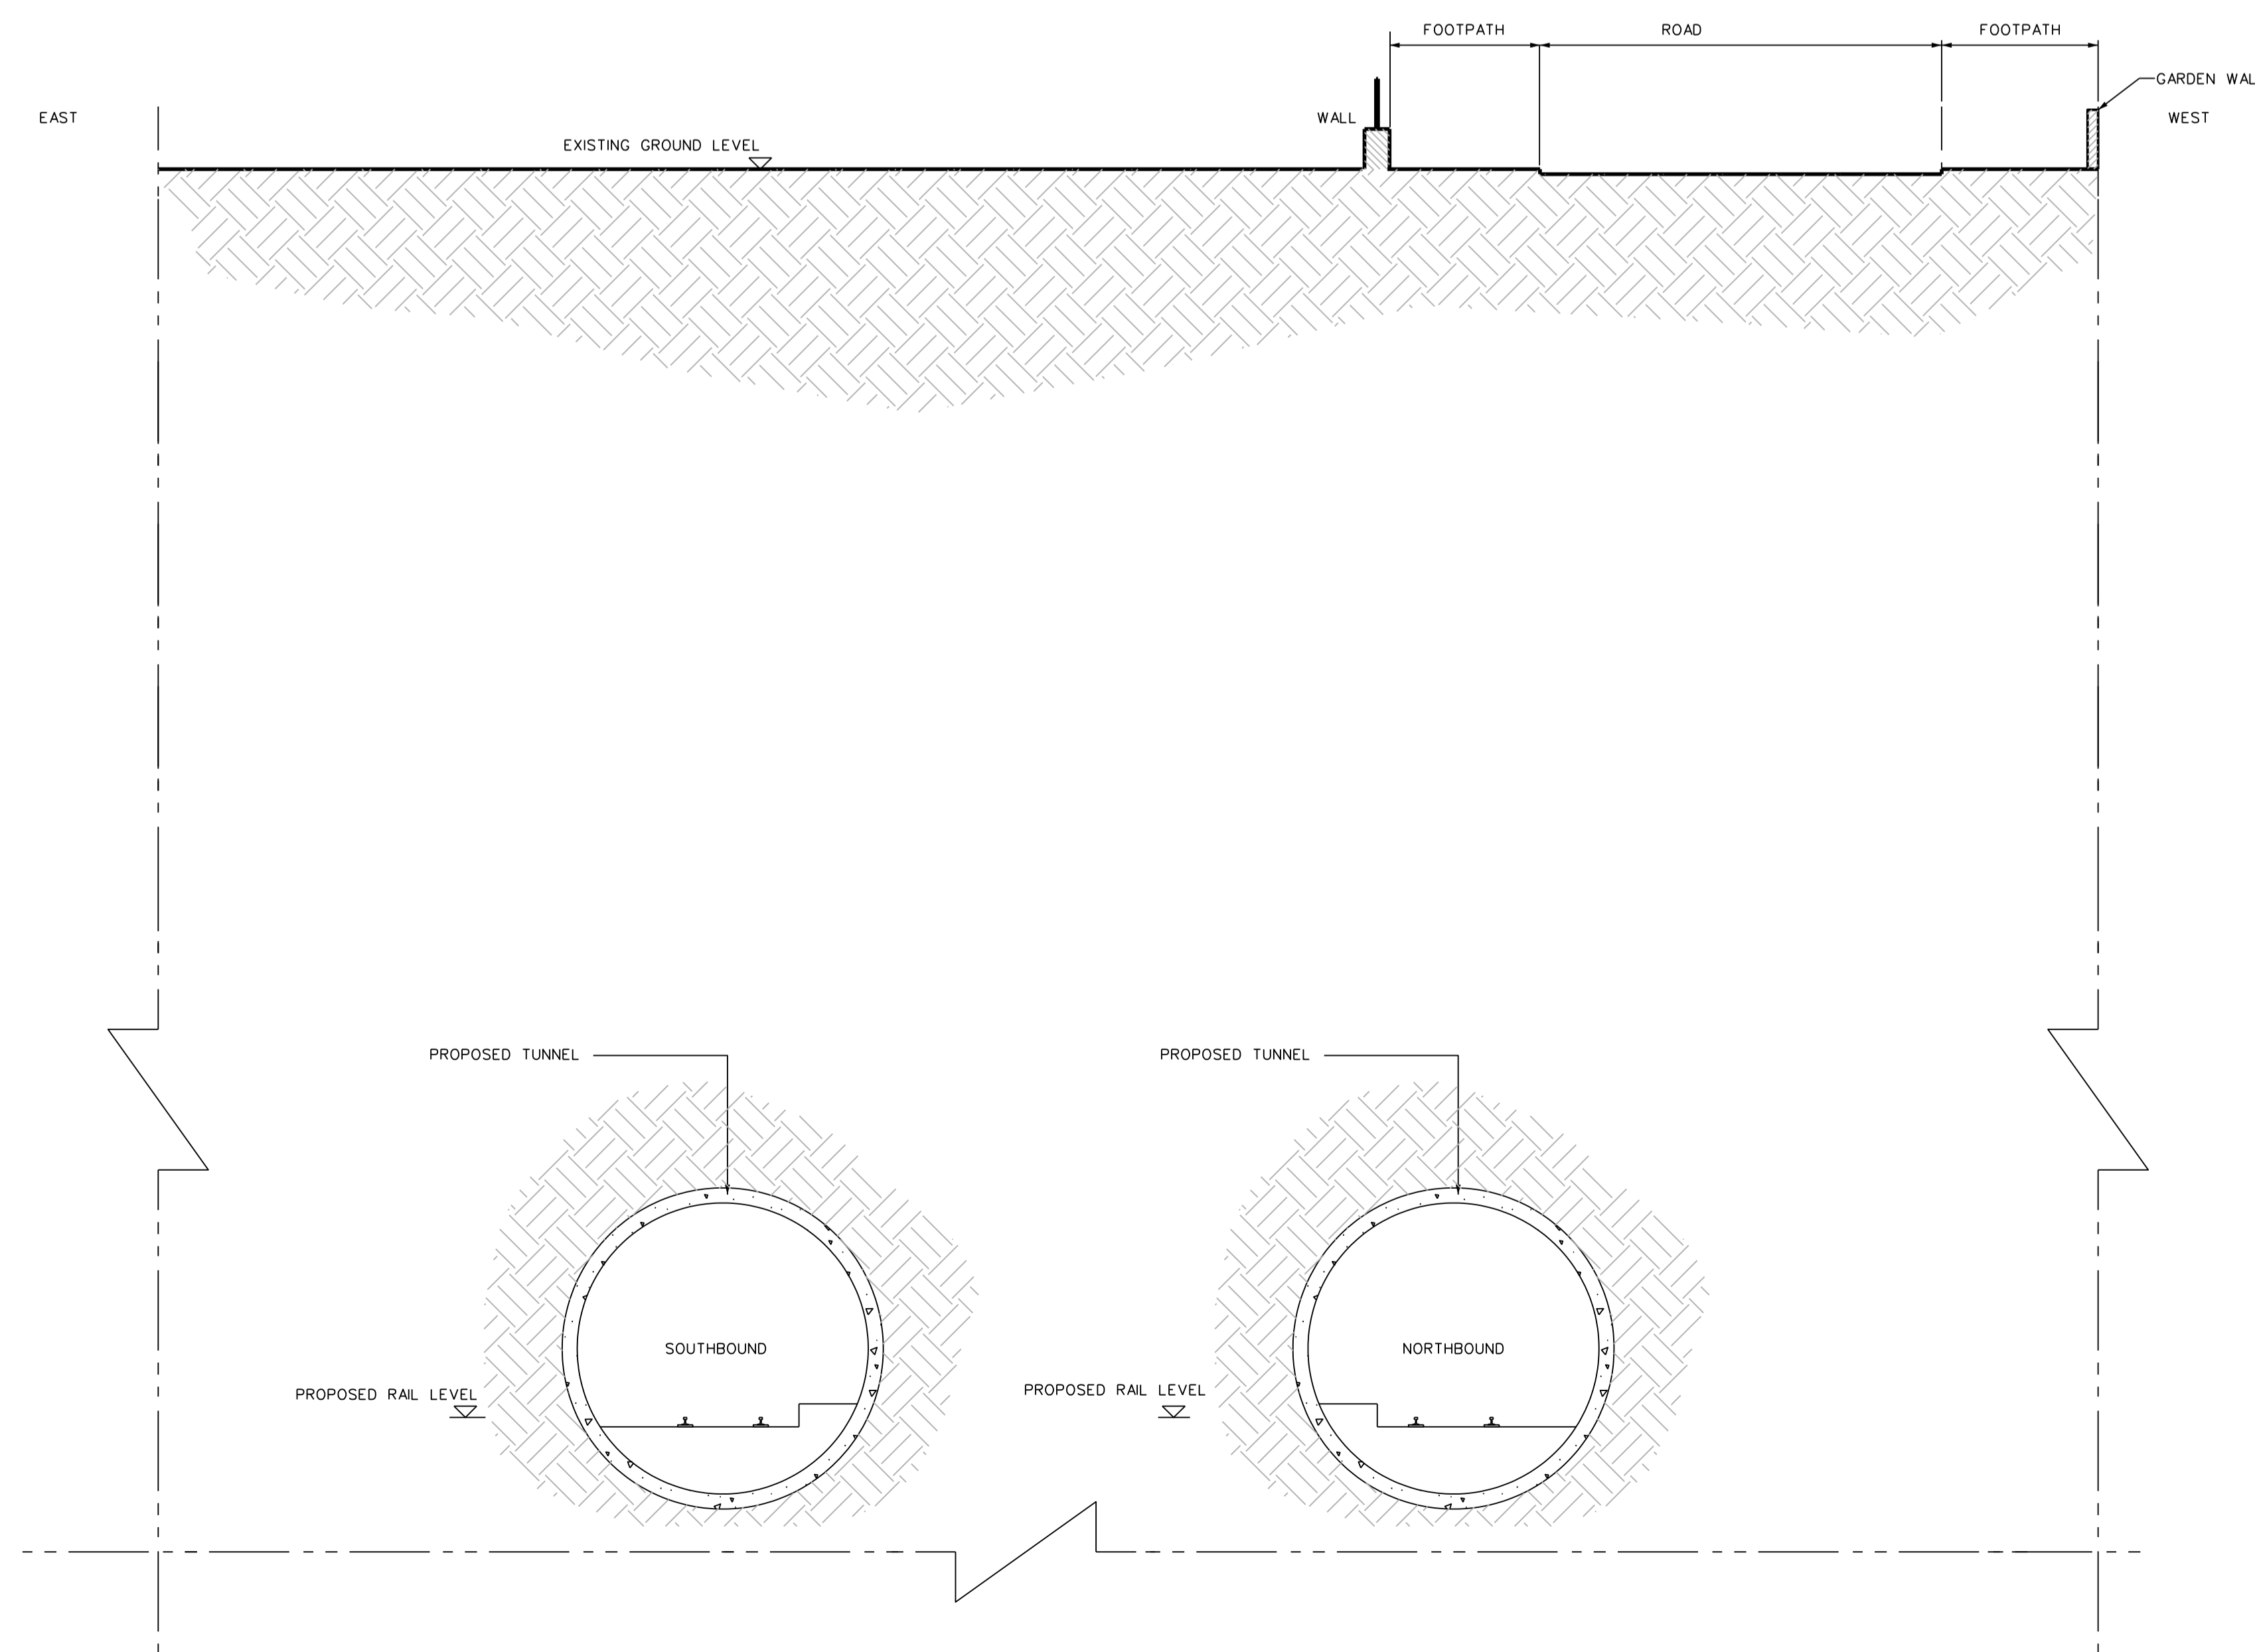 FOOTPATH
ROAD
FOOTPATH
GARDEN WAL
EAST
WALL
WEST
EXISTING GROUND LEVEL
PROPOSED TUNNEL
PROPOSED TUNNEL
SOUTHBOUND
NORTHBOUND
PROPOSED RAIL LEVEL
PROPOSED RAIL LEVEL